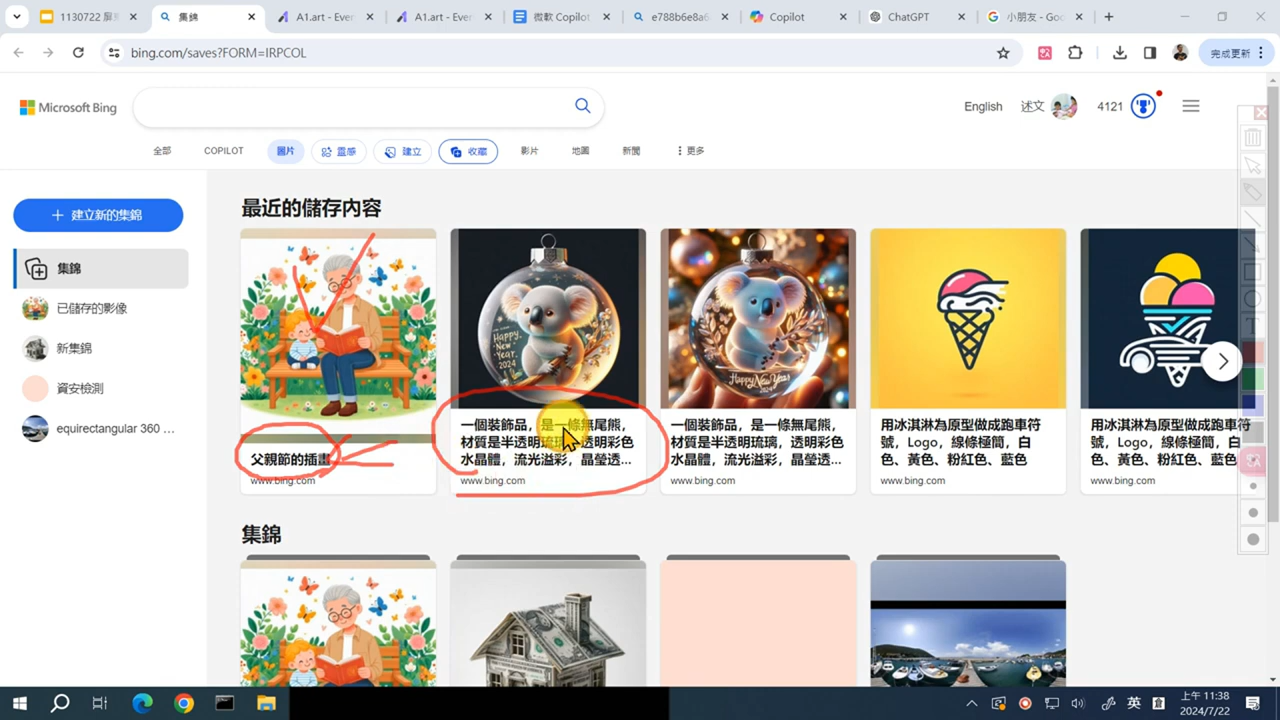 1130722 屏
集錦
A1.art - Ever
A1.art - Ever
微軟 Copilot
e788b6e8a6
Copilot
ChatGPT
小朋友 - Goo
bing.com/saves?FORM=IRPCOL
完成更新
Microsoft Bing
English
述文
4121
全部
COPILOT
圖片
靈感
建立
收藏
影片
地圖
新聞
更多
建立新的集錦
集錦
已儲存的影像
新集錦
資安檢測
equirectangular 360 ...
最近的儲存內容
Happy
New
Year
2024
Happy New Year
2024
父親節的插畫
www.bing.com
一個裝飾品，是一條無尾熊，
材質是半透明琉璃，透明彩色
水晶體，流光溢彩，晶瑩透...
www.bing.com
一個裝飾品，是一條無尾熊，
材質是半透明琉璃，透明彩色
水晶體，流光溢彩，晶瑩透...
www.bing.com
用冰淇淋為原型做成跑車符
號，Logo，線條極簡，白
色、黃色、粉紅色、藍色
www.bing.com
用冰淇淋為原型做成跑車符
號，Logo，線條極簡，白
色、黃色、粉紅色、藍色
www.bing.com
集錦
英
上午 11:38
2024/7/22